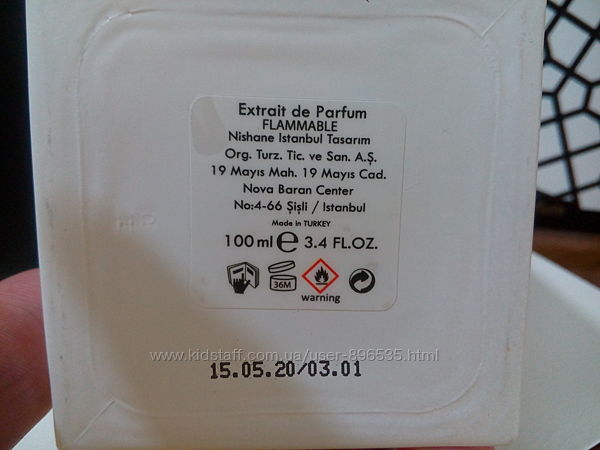 Extrait de Parfum
FLAMMABLE
Nishane Istanbul Tasarım
Org. Turz. Tic. ve San. A.Ş.
19 Mayıs Mah. 19 Mayıs Cad.
Nova Baran Center
No:4-66 Şişli / Istanbul
Made in TURKEY
100 ml e 3.4 FL.OZ.
36M
warning
www.kidstaff.com.ua/user-896535.html
15.05.20/03.01